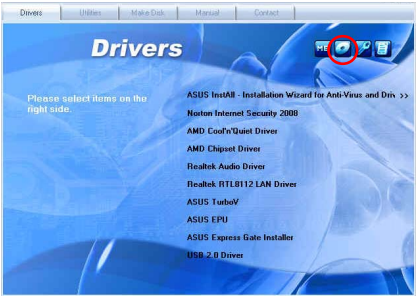 Drivers Utilities Make Disk Manual Contact
Drivers
Please select items on the
right side.
ASUS InstAll - Installation Wizard for Anti-Virus and Driv >>
Norton Internet Security 2008
AMD Cool'n'Quiet Driver
AMD Chipset Driver
Realtek Audio Driver
Realtek RTL8112 LAN Driver
ASUS TurboV
ASUS EPU
ASUS Express Gate Installer
USB 2.0 Driver